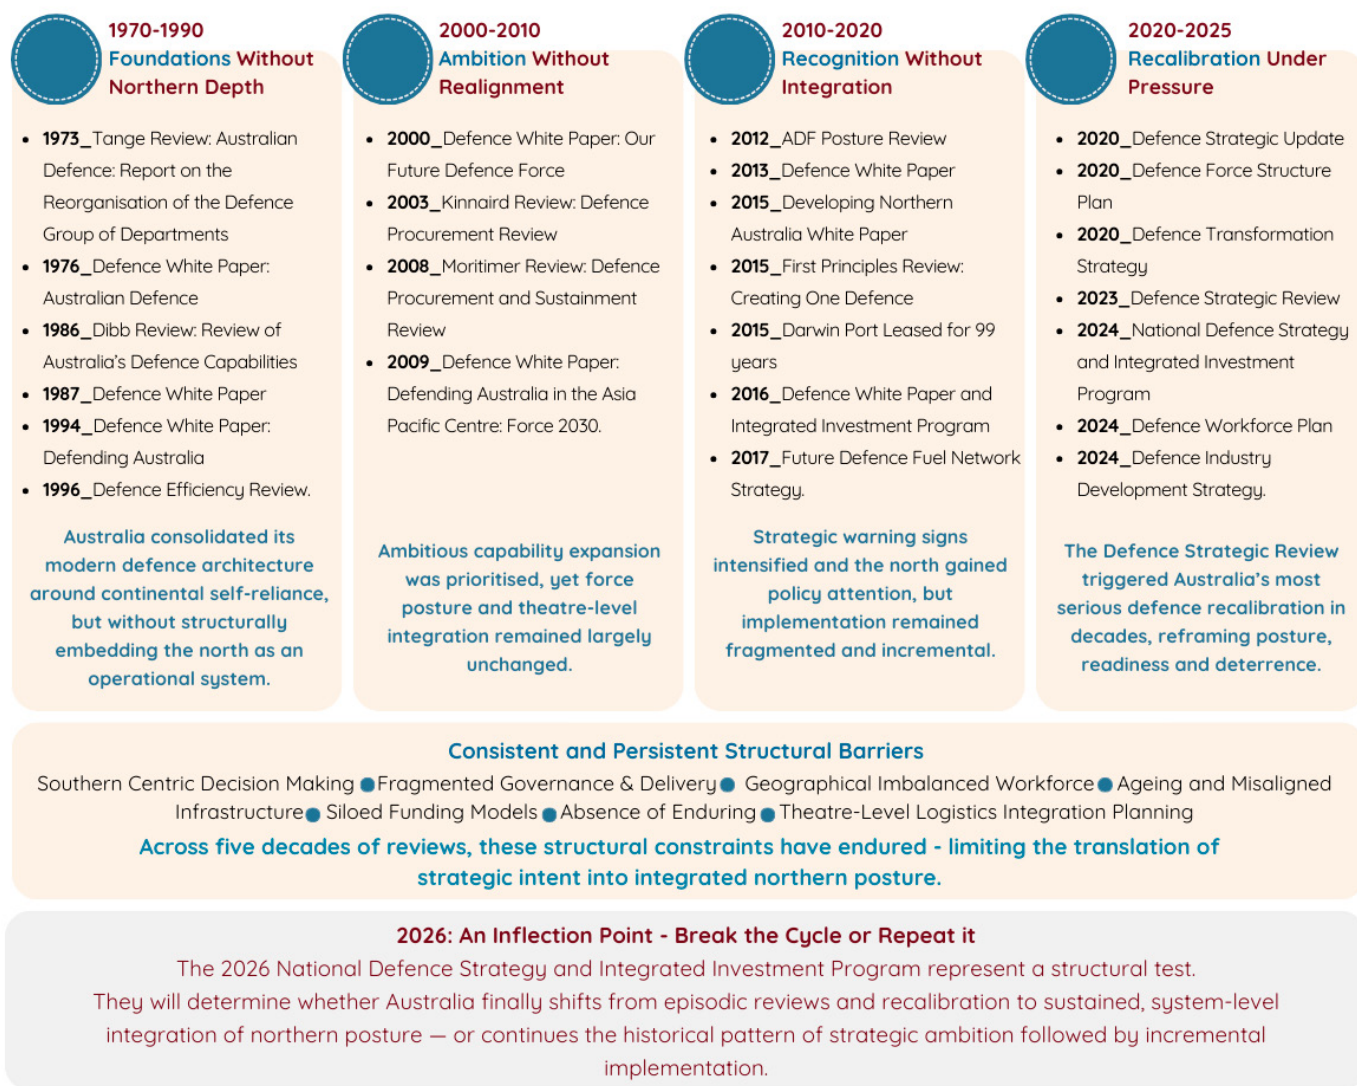 1970-1990
Foundations Without
Northern Depth
• 1973_Tange Review: Australian
Defence: Report on the
Reorganisation of the Defence
Group of Departments
• 1976_Defence White Paper:
Australian Defence
• 1986_Dibb Review: Review of
Australia's Defence Capabilities
• 1987_Defence White Paper
• 1994_Defence White Paper:
Defending Australia
• 1996_Defence Efficiency Review.
Australia consolidated its
modern defence architecture
around continental self-reliance,
but without structurally
embedding the north as an
operational system.
2000-2010
Ambition Without
Realignment
• 2000_Defence White Paper: Our
Future Defence Force
• 2003_Kinnaird Review: Defence
Procurement Review
• 2008_Moritimer Review: Defence
Procurement and Sustainment
Review
• 2009_Defence White Paper:
Defending Australia in the Asia
Pacific Centre: Force 2030.
Ambitious capability expansion
was prioritised, yet force
posture and theatre-level
integration remained largely
unchanged.
2010-2020
Recognition Without
Integration
• 2012_ADF Posture Review
• 2013_Defence White Paper
• 2015_Developing Northern
Australia White Paper
• 2015_First Principles Review:
Creating One Defence
• 2015_Darwin Port Leased for 99
years
• 2016_Defence White Paper and
Integrated Investment Program
• 2017_Future Defence Fuel Network
Strategy.
Strategic warning signs
intensified and the north gained
policy attention, but
implementation remained
fragmented and incremental.
2020-2025
Recalibration Under
Pressure
• 2020_Defence Strategic Update
• 2020_Defence Force Structure
Plan
• 2020_Defence Transformation
Strategy
• 2023_Defence Strategic Review
• 2024_National Defence Strategy
and Integrated Investment
Program
• 2024_Defence Workforce Plan
• 2024_Defence Industry
Development Strategy.
The Defence Strategic Review
triggered Australia's most
serious defence recalibration in
decades, reframing posture,
readiness and deterrence.
Consistent and Persistent Structural Barriers
Southern Centric Decision Making ● Fragmented Governance & Delivery ● Geographical Imbalanced Workforce ● Ageing and Misaligned
Infrastructure ● Siloed Funding Models ● Absence of Enduring ● Theatre-Level Logistics Integration Planning
Across five decades of reviews, these structural constraints have endured - limiting the translation of
strategic intent into integrated northern posture.
2026: An Inflection Point - Break the Cycle or Repeat it
The 2026 National Defence Strategy and Integrated Investment Program represent a structural test.
They will determine whether Australia finally shifts from episodic reviews and recalibration to sustained, system-level
integration of northern posture — or continues the historical pattern of strategic ambition followed by incremental
implementation.